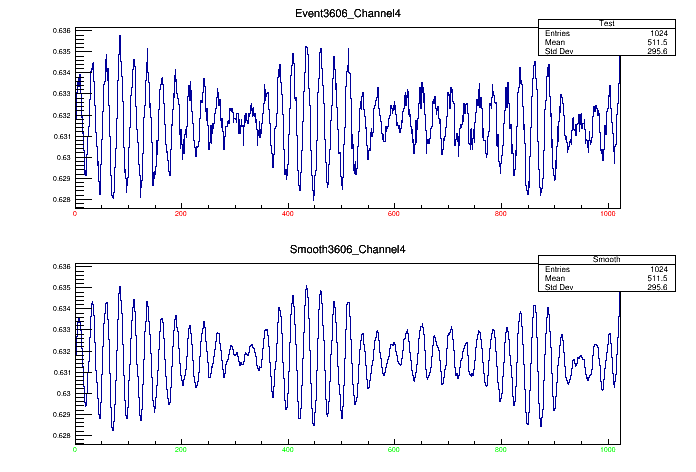 Event3606_Channel4
Test
Entries 1024
Mean 511.5
Std Dev 295.6
0.636
0.635
0.634
0.633
0.632
0.631
0.63
0.629
0.628
0 200 400 600 800 1000
Smooth3606_Channel4
Smooth
Entries 1024
Mean 511.5
Std Dev 295.6
0.636
0.635
0.634
0.633
0.632
0.631
0.63
0.629
0.628
0 200 400 600 800 1000